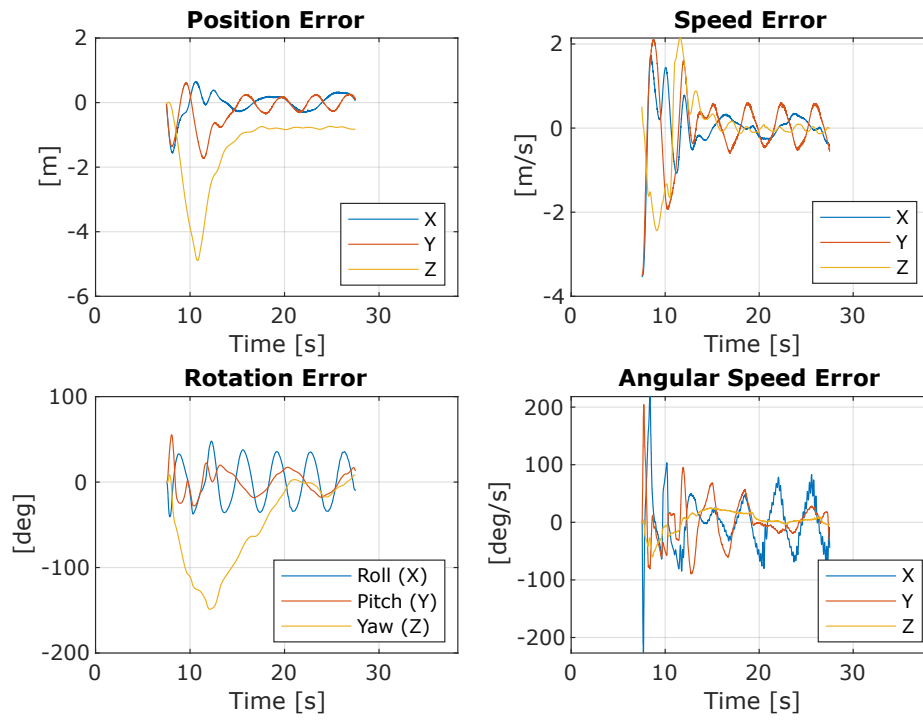 Position Error
2
0
-2
-4
-6
[m]
X
Y
Z
0
10
20
30
Time [s]
Speed Error
2
0
-2
-4
[m/s]
X
Y
Z
0
10
20
30
Time [s]
Rotation Error
100
0
-100
-200
[deg]
Roll (X)
Pitch (Y)
Yaw (Z)
0
10
20
30
Time [s]
Angular Speed Error
200
100
0
-100
-200
[deg/s]
X
Y
Z
0
10
20
30
Time [s]